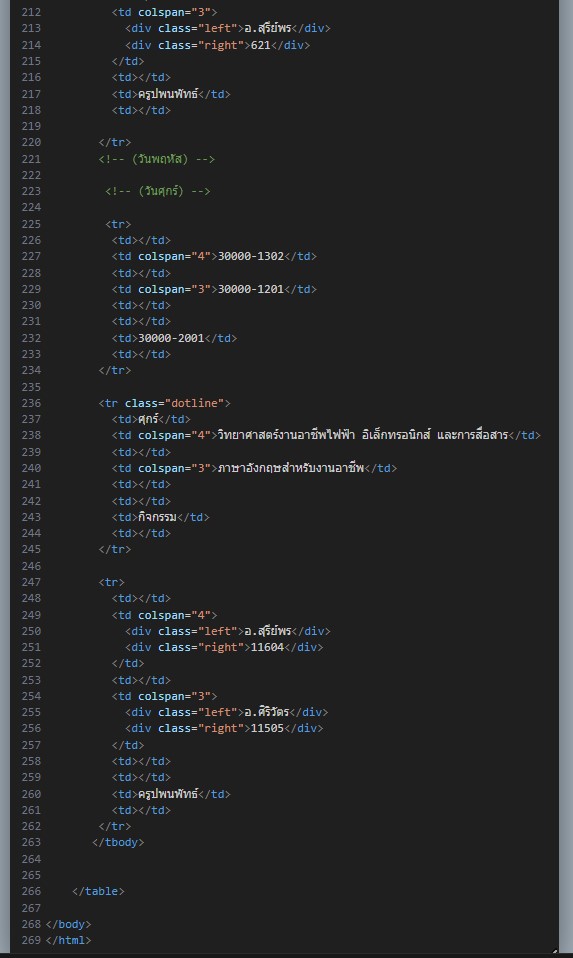 212 <td colspan="3">
213 <div class="left">อ.สุรีย์พร</div>
214 <div class="right">621</div>
215 </td>
216 <td></td>
217 <td>ครูปพนพัทธ์</td>
218 <td></td>
219
220 </tr>
221 <!-- (วันพฤหัส) -->
222
223 <!-- (วันศุกร์) -->
224
225 <tr>
226 <td></td>
227 <td colspan="4">30000-1302</td>
228 <td></td>
229 <td colspan="3">30000-1201</td>
230 <td></td>
231 <td></td>
232 <td>30000-2001</td>
233 <td></td>
234 </tr>
235
236 <tr class="dotline">
237 <td>ศุกร์</td>
238 <td colspan="4">วิทยาศาสตร์งานอาชีพไฟฟ้า อิเล็กทรอนิกส์ และการสื่อสาร</td>
239 <td></td>
240 <td colspan="3">ภาษาอังกฤษสำหรับงานอาชีพ</td>
241 <td></td>
242 <td></td>
243 <td>กิจกรรม</td>
244 <td></td>
245 </tr>
246
247 <tr>
248 <td></td>
249 <td colspan="4">
250 <div class="left">อ.สุรีย์พร</div>
251 <div class="right">11604</div>
252 </td>
253 <td></td>
254 <td colspan="3">
255 <div class="left">อ.ศิริวัตร</div>
256 <div class="right">11505</div>
257 </td>
258 <td></td>
259 <td></td>
260 <td>ครูปพนพัทธ์</td>
261 <td></td>
262 </tr>
263 </tbody>
264
265
266 </table>
267
268 </body>
269 </html>